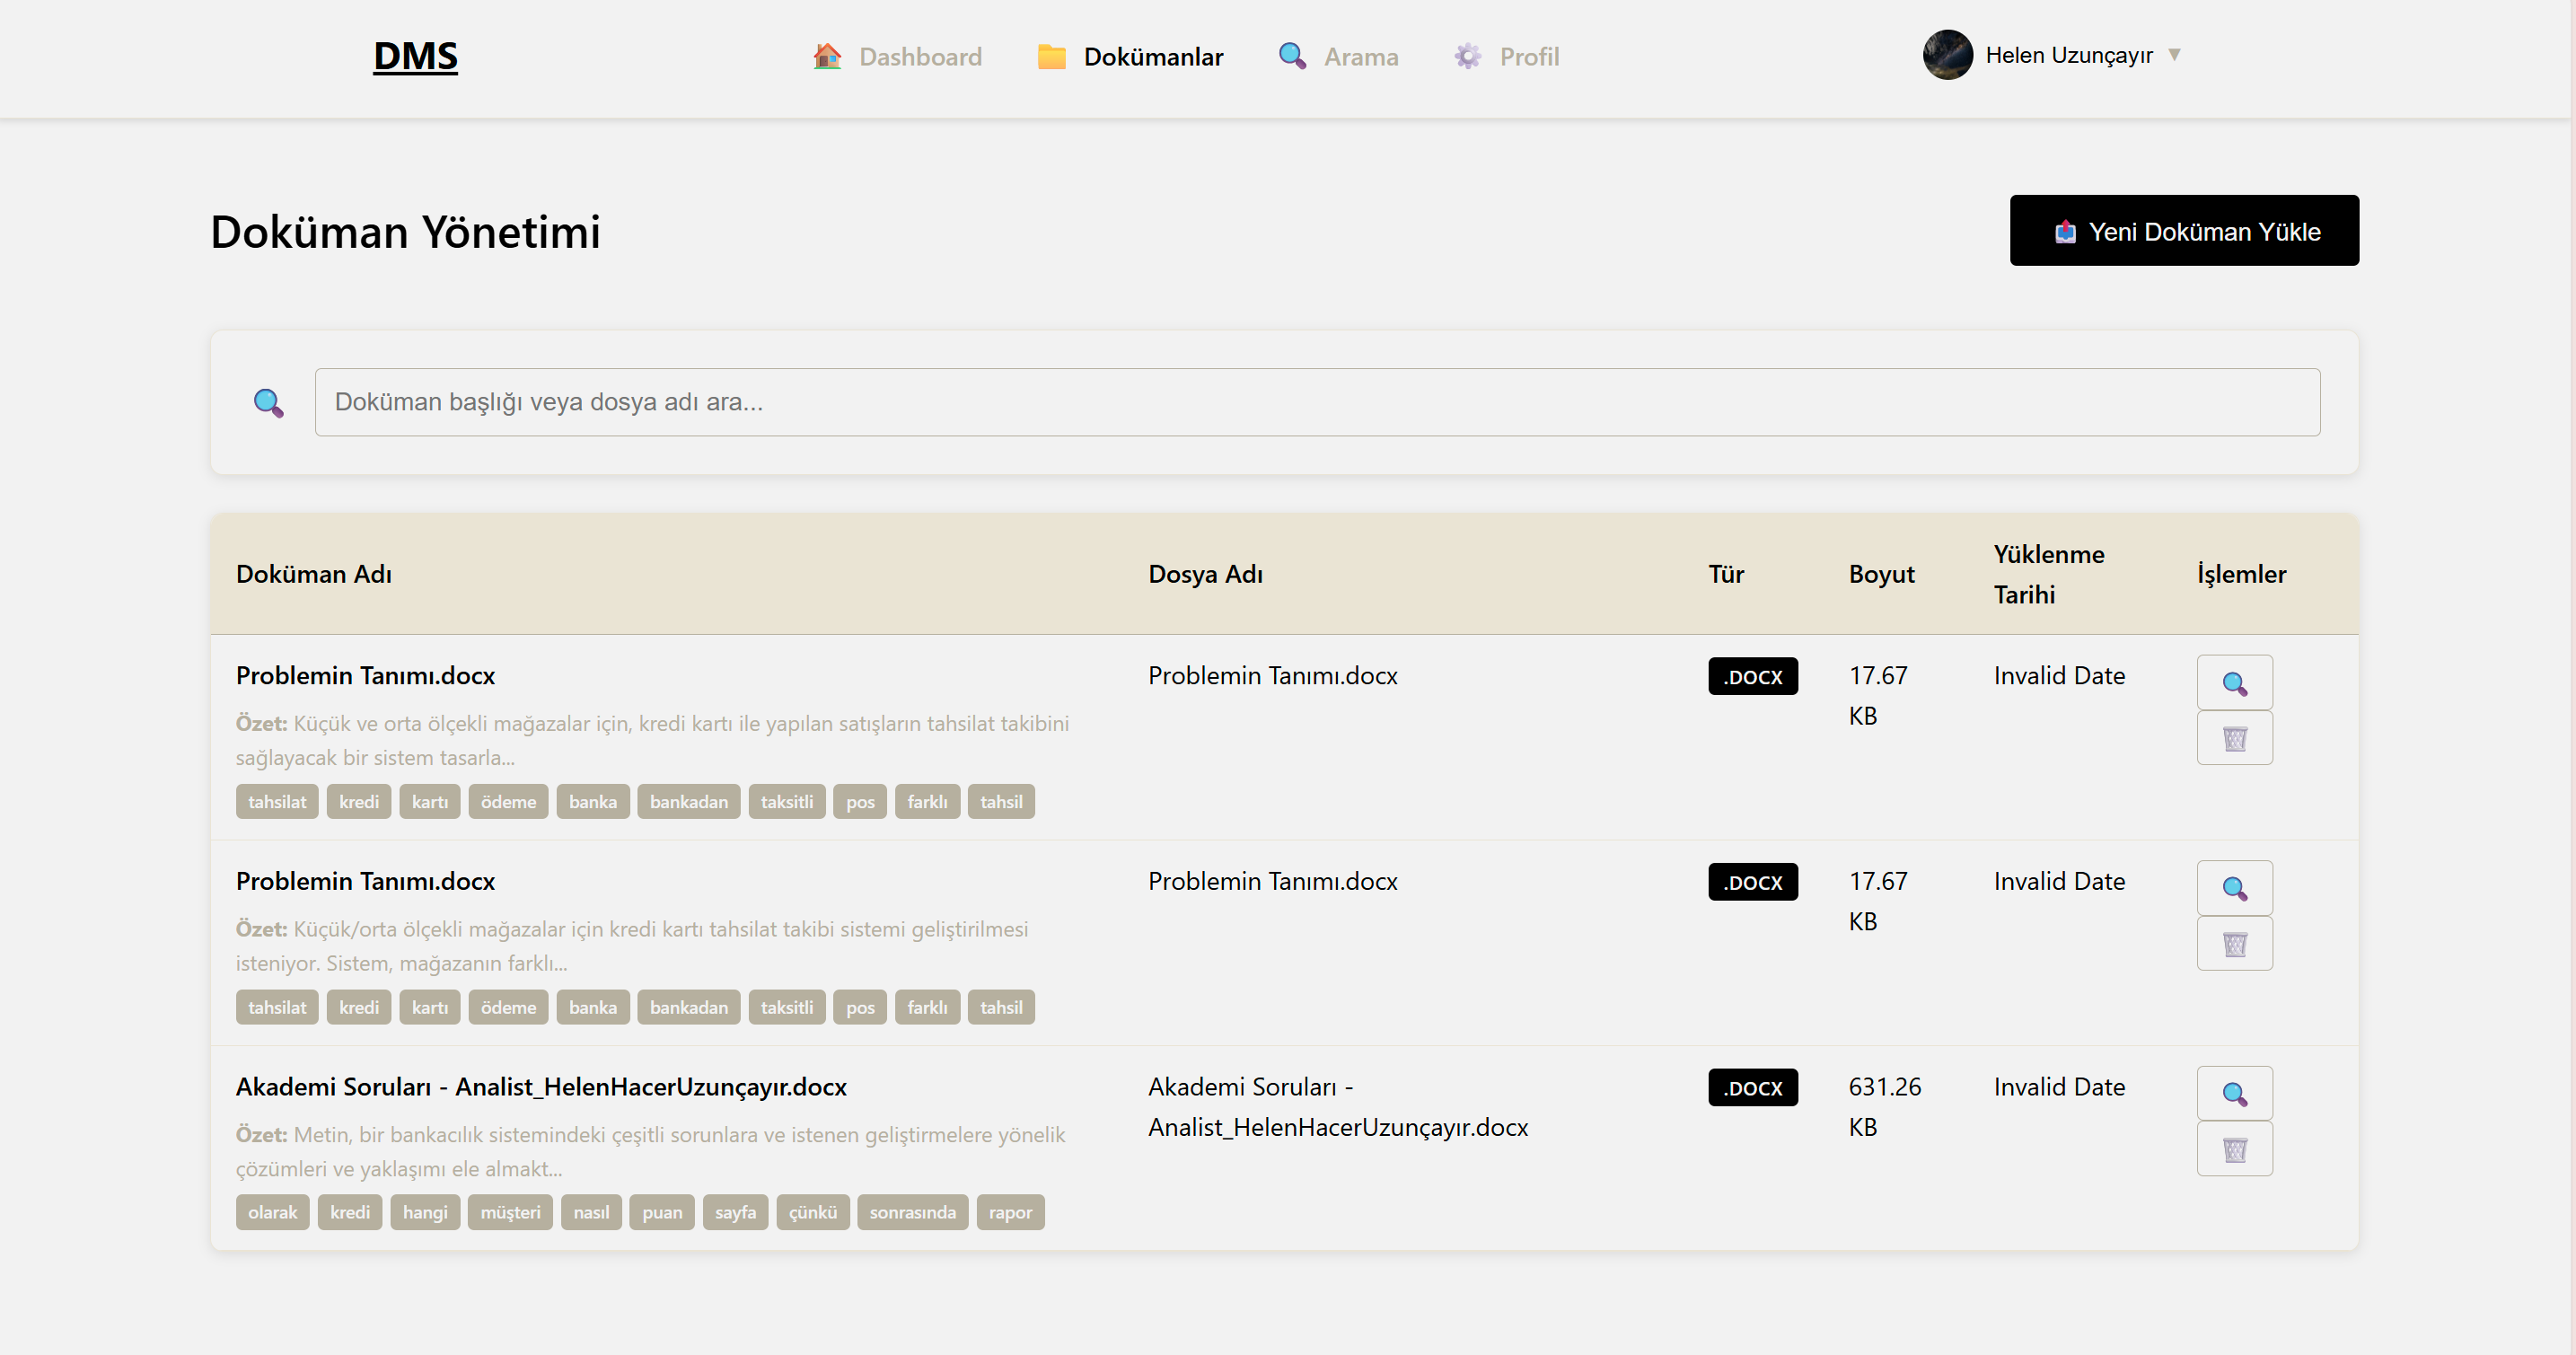 DMS
Dashboard
Dokümanlar
Arama
Profil
Helen Uzunçayır ▼
Doküman Yönetimi
Yeni Doküman Yükle
Doküman başlığı veya dosya adı ara...
Doküman Adı
Dosya Adı
Tür
Boyut
Yüklenme
Tarihi
İşlemler
Problemin Tanımı.docx
Özet: Küçük ve orta ölçekli mağazalar için, kredi kartı ile yapılan satışların tahsilat takibini
sağlayacak bir sistem tasarla...
tahsilat kredi kartı ödeme banka bankadan taksitli pos farklı tahsil
Problemin Tanımı.docx
.DOCX
17.67
KB
Invalid Date
Problemin Tanımı.docx
Özet: Küçük/orta ölçekli mağazalar için kredi kartı tahsilat takibi sistemi geliştirilmesi
isteniyor. Sistem, mağazanın farklı...
tahsilat kredi kartı ödeme banka bankadan taksitli pos farklı tahsil
Problemin Tanımı.docx
.DOCX
17.67
KB
Invalid Date
Akademi Soruları - Analist_HelenHacerUzunçayır.docx
Özet: Metin, bir bankacılık sistemindeki çeşitli sorunlara ve istenen geliştirmelere yönelik
çözümleri ve yaklaşımı ele almakt...
olarak kredi hangi müşteri nasıl puan sayfa çünkü sonrasında rapor
Akademi Soruları -
Analist_HelenHacerUzunçayır.docx
.DOCX
631.26
KB
Invalid Date